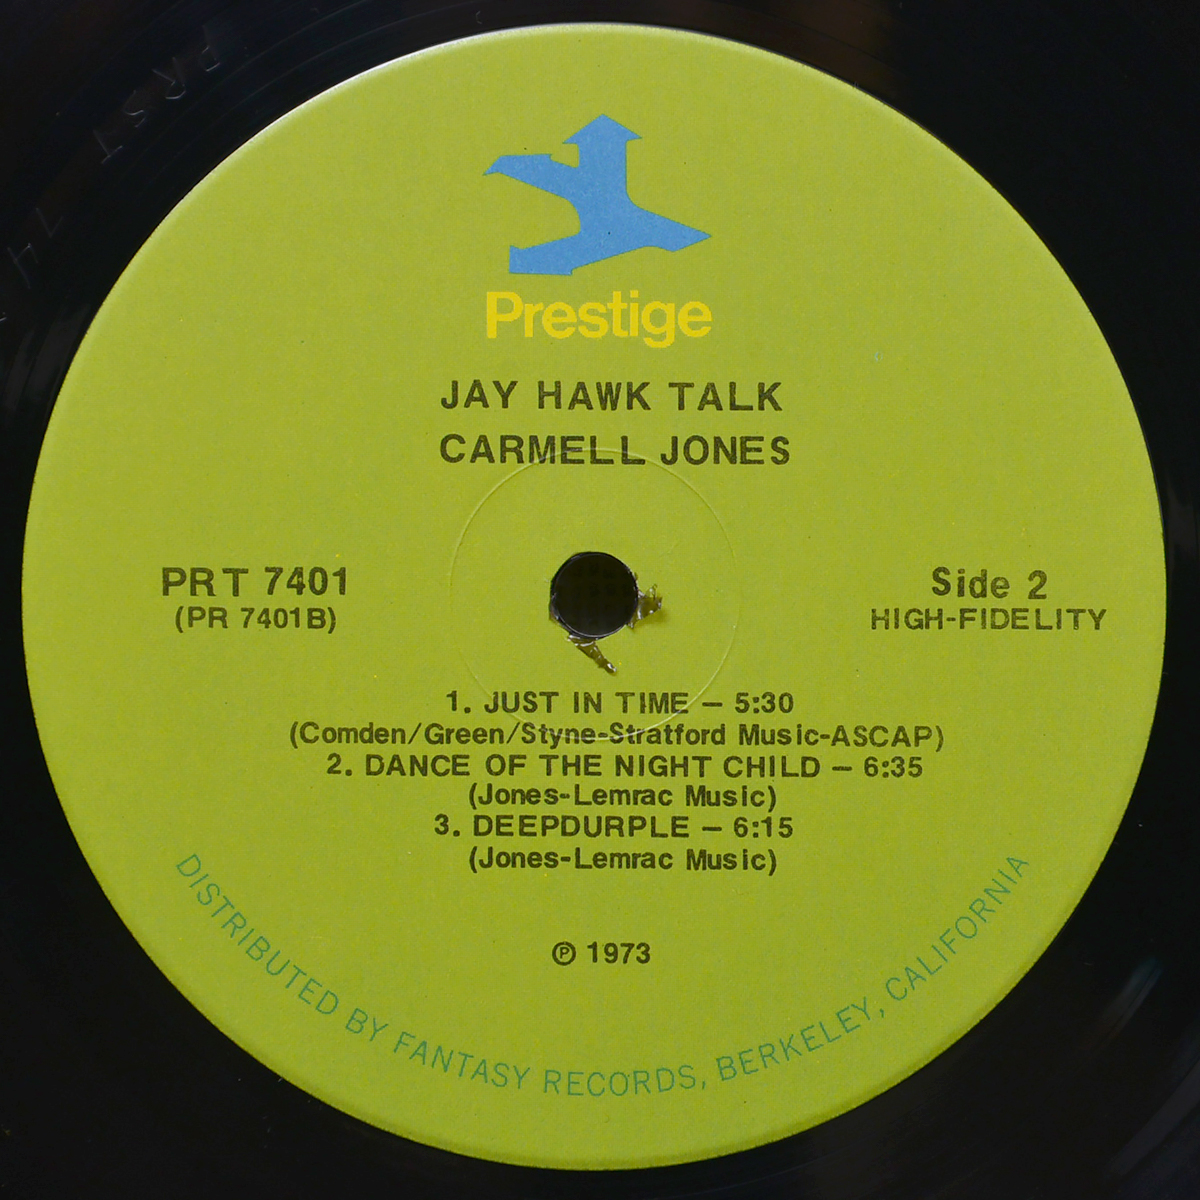 Prestige
JAY HAWK TALK
CARMELL JONES
PRT 7401
(PR 7401B)
Side 2
HIGH-FIDELITY
1. JUST IN TIME – 5:30
(Comden/Green/Styne-Stratford Music-ASCAP)
2. DANCE OF THE NIGHT CHILD – 6:35
(Jones-Lemrac Music)
3. DEEPDURPLE – 6:15
(Jones-Lemrac Music)
℗ 1973
DISTRIBUTED BY FANTASY RECORDS, BERKELEY, CALIFORNIA